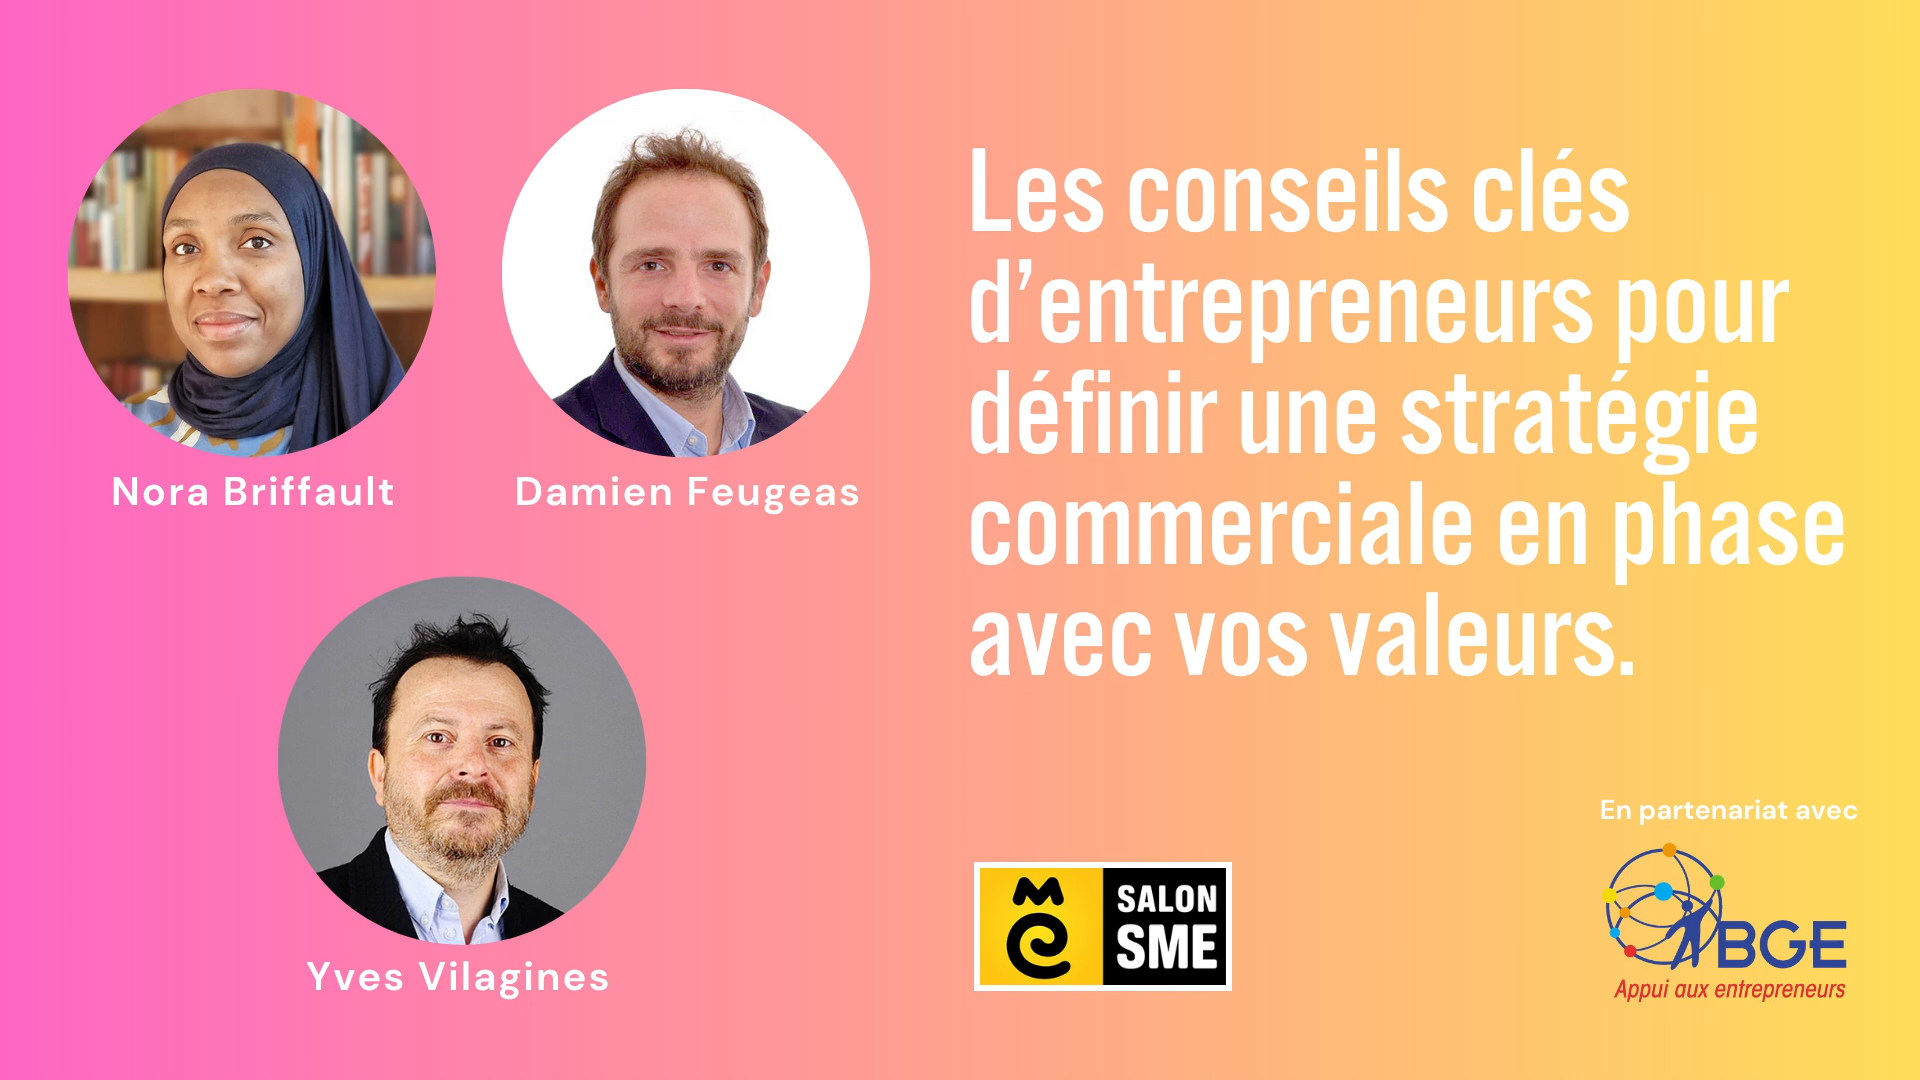 Nora Briffault
Damien Feugeas
Yves Vilagines
Les conseils clés
d’entrepreneurs pour
définir une stratégie
commerciale en phase
avec vos valeurs.
SALON
SME
En partenariat avec
BGE
Appui aux entrepreneurs